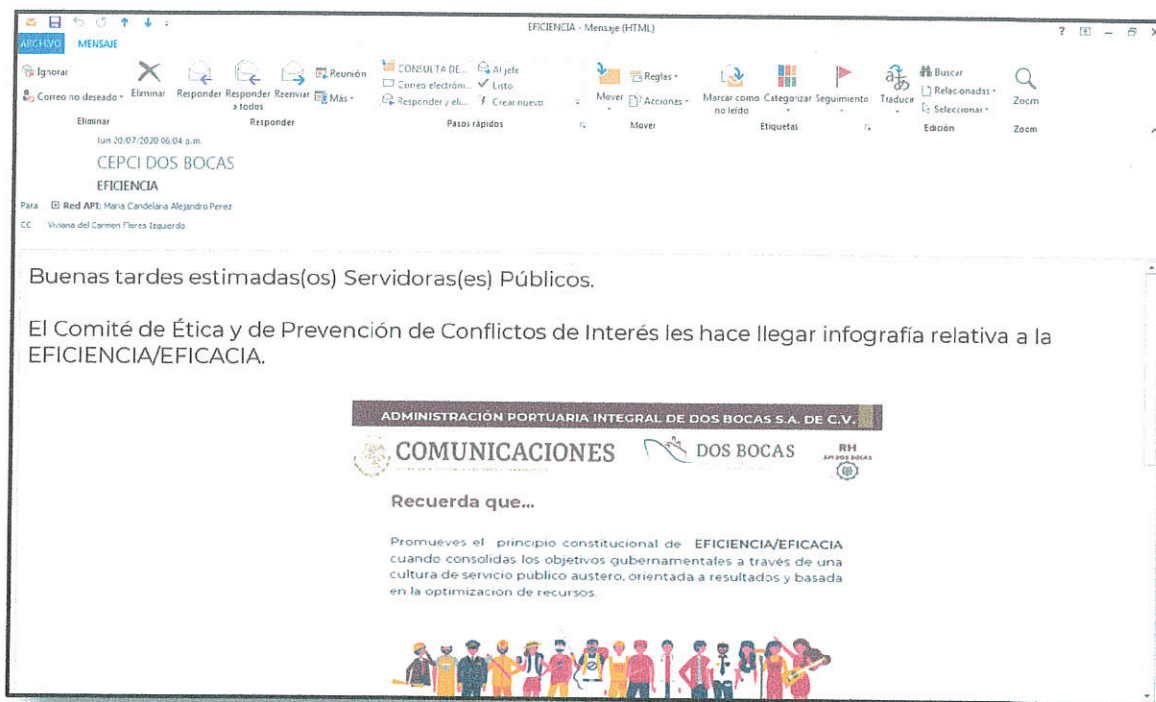 EFICIENCIA - Mensaje (HTML)
ARCHIVO MENSAJE
Ignorar
Correo no deseado
Eliminar
Responder
Responder a todos
Reenviar
Reunión
Más
CONSULTA DE...
Correo electróni...
Responder y eli...
Al jefe
Listo
Crear nuevo
Mover
Reglas
Acciones
Marcar como no leído
Categorizar
Seguimiento
Traducir
Buscar
Relacionadas
Seleccionar
Zoom
Eliminar Responder Pasos rápidos Mover Etiquetas Edición Zoom
lun 20/07/2020 06:04 p.m.
CEPCI DOS BOCAS
EFICIENCIA
Para Red API; Maria Candelaria Alejandro Perez
CC Viviana del Carmen Flores Izquierdo
Buenas tardes estimadas(os) Servidoras(es) Públicos.
El Comité de Ética y de Prevención de Conflictos de Interés les hace llegar infografía relativa a la
EFICIENCIA/EFICACIA.
ADMINISTRACIÓN PORTUARIA INTEGRAL DE DOS BOCAS S.A. DE C.V.
COMUNICACIONES DOS BOCAS RH
API DOS BOCAS
Recuerda que...
Promueves el principio constitucional de EFICIENCIA/EFICACIA
cuando consolidas los objetivos gubernamentales a través de una
cultura de servicio público austero, orientada a resultados y basada
en la optimización de recursos.